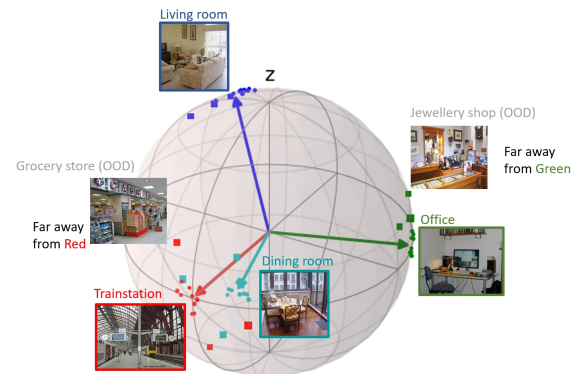 Living room
Z
Jewellery shop (OOD)
Far away
from Green
Grocery store (OOD)
Far away
from Red
Office
Dining room
Trainstation